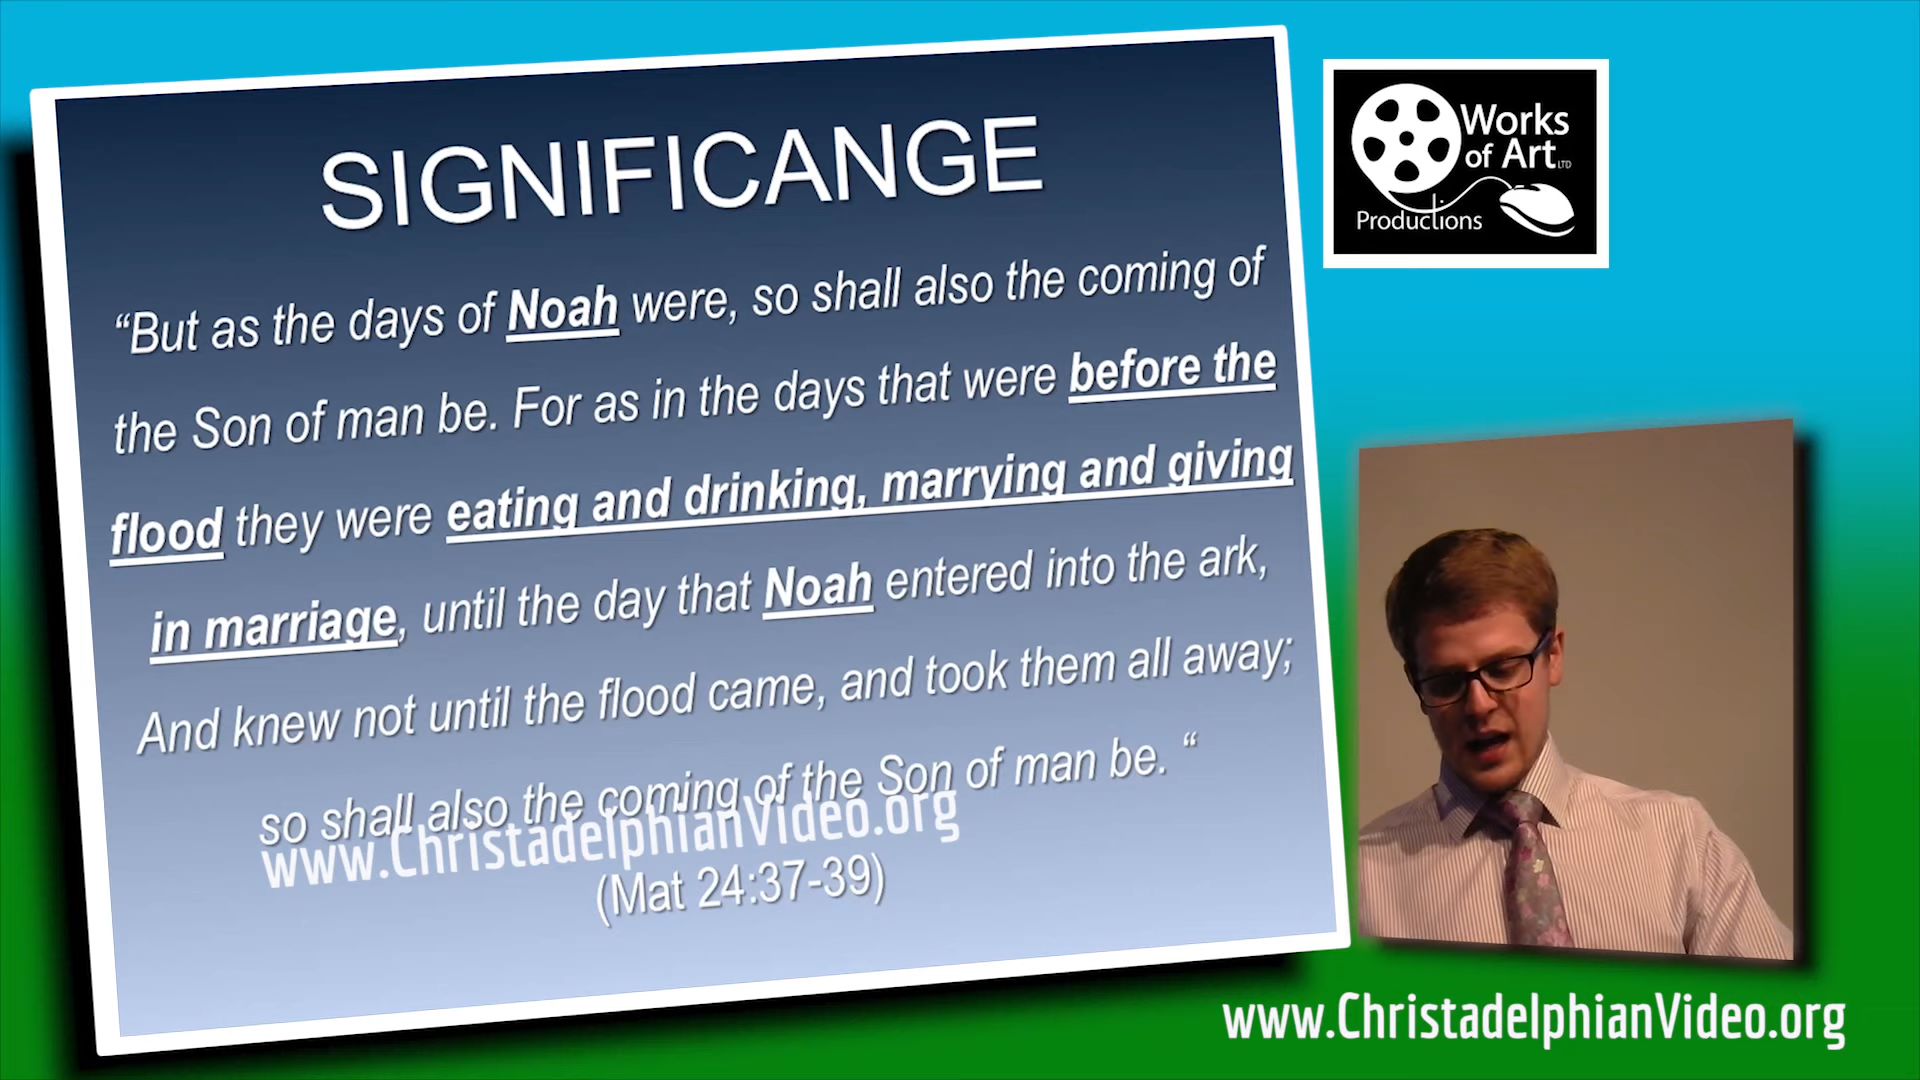 SIGNIFICANGE
“But as the days of Noah were, so shall also the coming of
the Son of man be. For as in the days that were before the
flood they were eating and drinking, marrying and giving
in marriage, until the day that Noah entered into the ark,
And knew not until the flood came, and took them all away;
so shall also the coming of the Son of man be. “
www.ChristadelphianVideo.org
(Mat 24:37-39)
Works
of Art LTD
Productions
www.ChristadelphianVideo.org